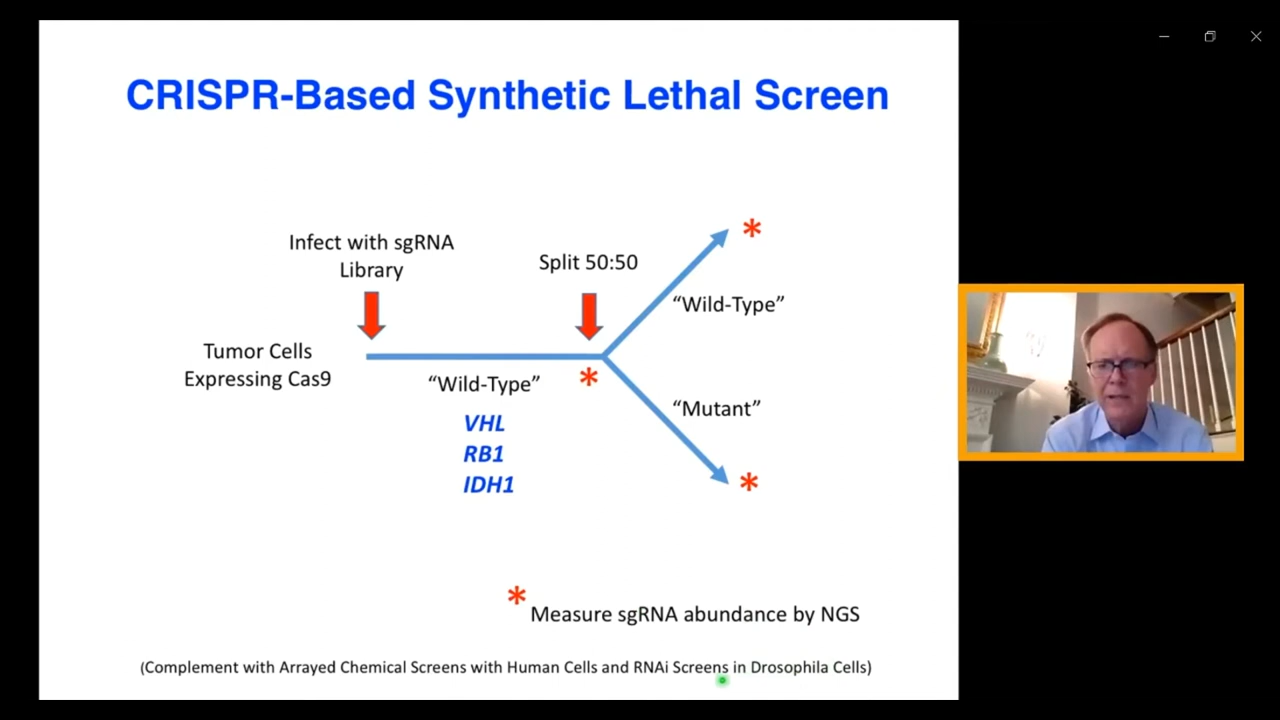 CRISPR-Based Synthetic Lethal Screen
Infect with sgRNA
Library
Split 50:50
*
“Wild-Type”
Tumor Cells
Expressing Cas9
“Wild-Type”
*
VHL
RB1
IDH1
“Mutant”
*
* Measure sgRNA abundance by NGS
(Complement with Arrayed Chemical Screens with Human Cells and RNAi Screens in Drosophila Cells)